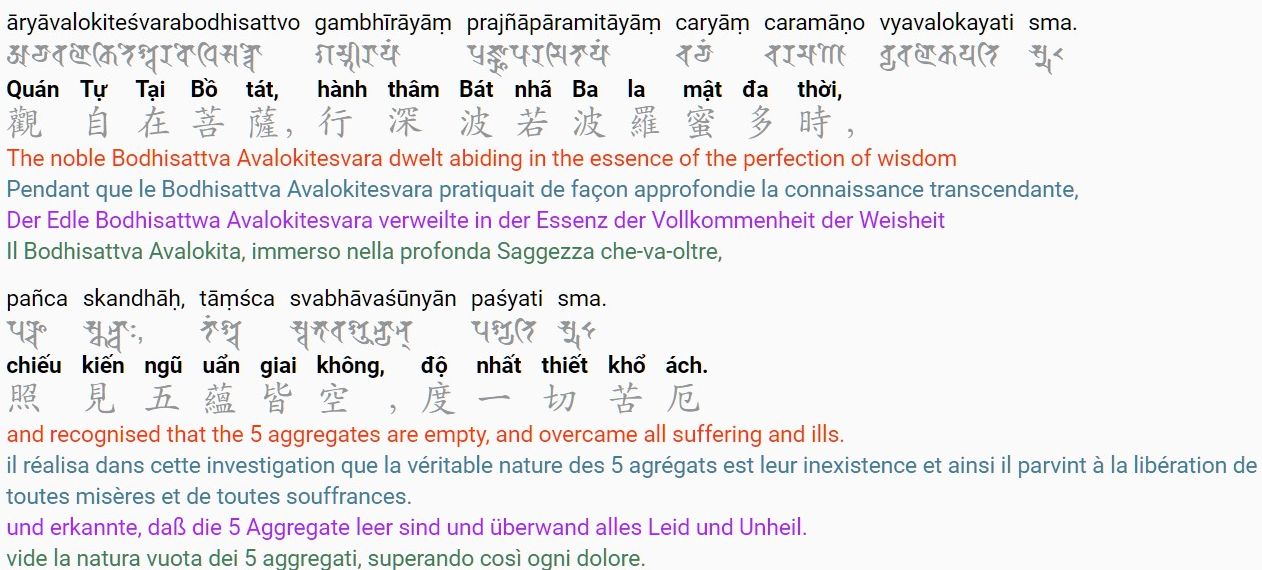 āryāvalokiteśvarabodhisattvo gambhīrāyāṃ prajñāpāramitāyāṃ caryāṃ caramāṇo vyavalokayati sma.
Quán Tự Tại Bồ tát, hành thâm Bát nhã Ba la mật đa thời,
觀 自 在 菩 薩, 行 深 波 若 波 羅 蜜 多 時 ,
The noble Bodhisattva Avalokitesvara dwelt abiding in the essence of the perfection of wisdom
Pendant que le Bodhisattva Avalokitesvara pratiquait de façon approfondie la connaissance transcendante,
Der Edle Bodhisattwa Avalokitesvara verweilte in der Essenz der Vollkommenheit der Weisheit
Il Bodhisattva Avalokita, immerso nella profonda Saggezza che-va-oltre,
pañca skandhāḥ, tāṃśca svabhāvaśūnyān paśyati sma.
chiếu kiến ngũ uẩn giai không, độ nhất thiết khổ ách.
照 見 五 蘊 皆 空 , 度 一 切 苦 厄
and recognised that the 5 aggregates are empty, and overcame all suffering and ills.
il réalisa dans cette investigation que la véritable nature des 5 agrégats est leur inexistence et ainsi il parvint à la libération de
toutes misères et de toutes souffrances.
und erkannte, daß die 5 Aggregate leer sind und überwand alles Leid und Unheil.
vide la natura vuota dei 5 aggregati, superando così ogni dolore.